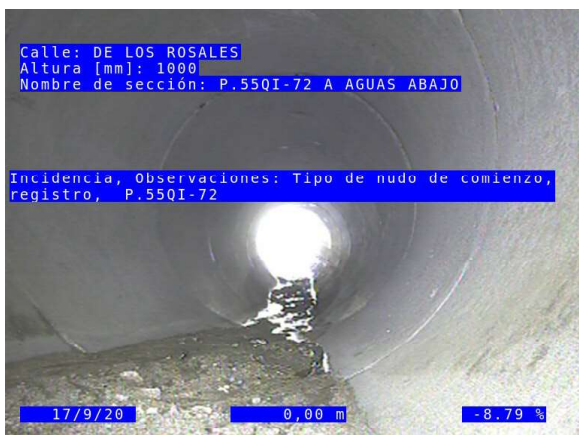 Calle: DE LOS ROSALES
Altura [mm]: 1000
Nombre de sección: P.55QI-72 A AGUAS ABAJO
Incidencia, Observaciones: Tipo de nudo de comienzo,
registro, P.55QI-72
17/9/20 0,00 m -8.79 %